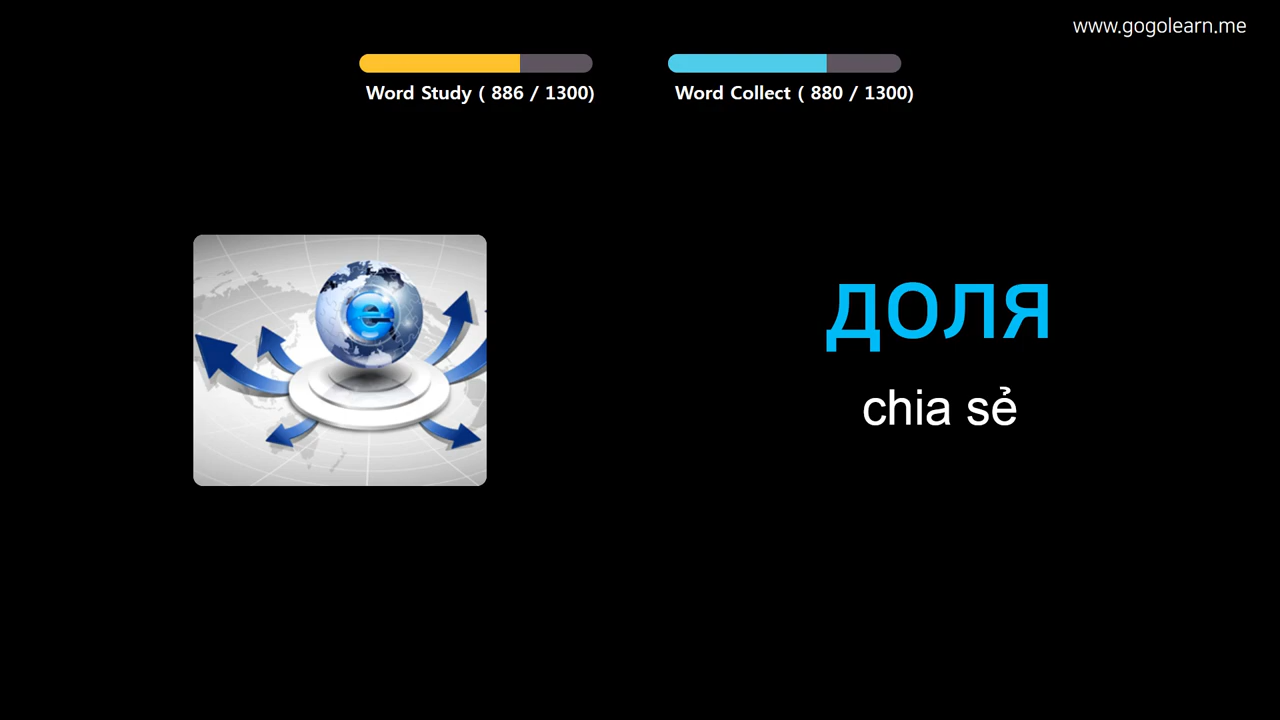 www.gogolearn.me
Word Study ( 886 / 1300)
Word Collect ( 880 / 1300)
e
доля
chia sẻ